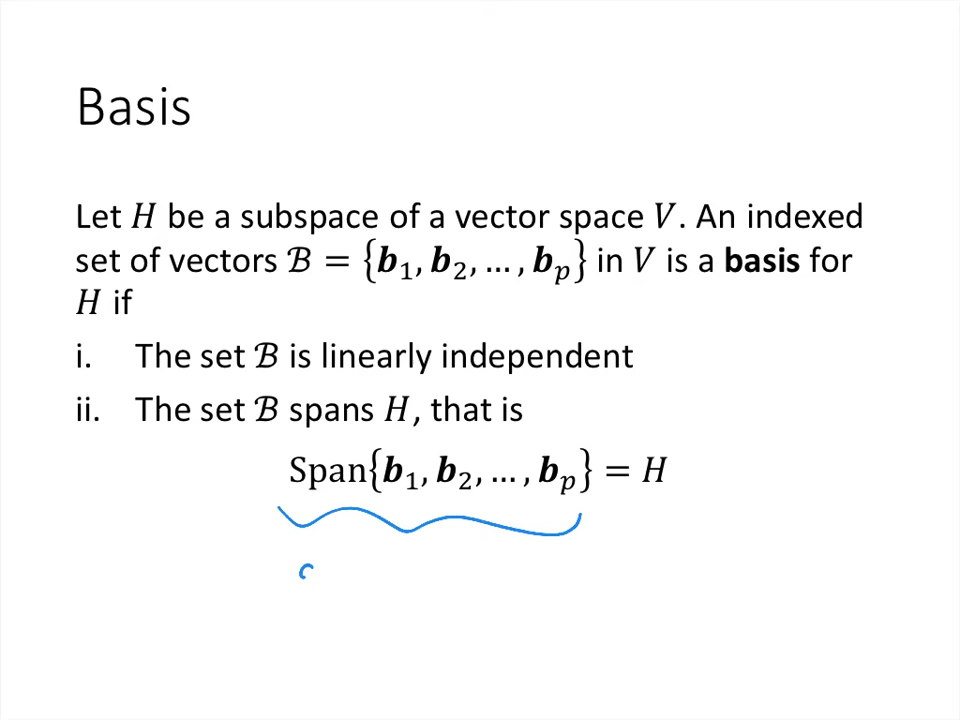 Basis
Let 𝐻 be a subspace of a vector space 𝑉. An indexed
set of vectors ℬ = {𝒃₁, 𝒃₂, … , 𝒃ₚ} in 𝑉 is a basis for
𝐻 if
i. The set ℬ is linearly independent
ii. The set ℬ spans 𝐻, that is
Span{𝒃₁, 𝒃₂, … , 𝒃ₚ} = 𝐻